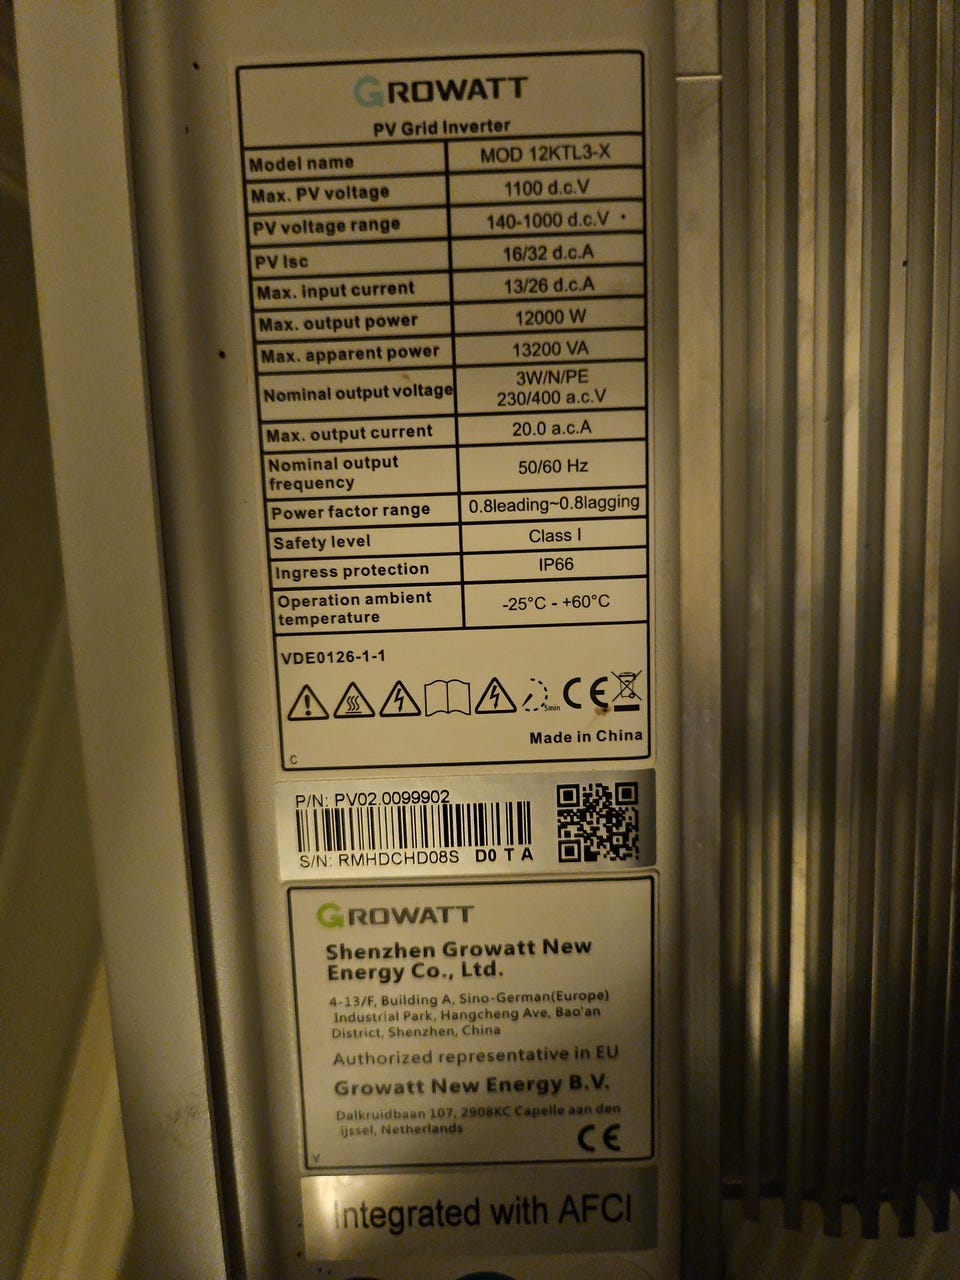 GROWATT
PV Grid Inverter
Model name MOD 12KTL3-X
Max. PV voltage 1100 d.c.V
PV voltage range 140-1000 d.c.V
PV Isc 16/32 d.c.A
Max. input current 13/26 d.c.A
Max. output power 12000 W
Max. apparent power 13200 VA
Nominal output voltage 3W/N/PE
230/400 a.c.V
Max. output current 20.0 a.c.A
Nominal output
frequency 50/60 Hz
Power factor range 0.8leading~0.8lagging
Safety level Class I
Ingress protection IP66
Operation ambient
temperature -25°C - +60°C
VDE0126-1-1
5min CE
Made in China
C
P/N: PV02.0099902
S/N: RMHDCHD08S D0 T A
GROWATT
Shenzhen Growatt New
Energy Co., Ltd.
4-13/F, Building A, Sino-German(Europe)
Industrial Park, Hangcheng Ave, Bao'an
District, Shenzhen, China
Authorized representative in EU
Growatt New Energy B.V.
Dalkruidbaan 107, 2908KC Capelle aan den
ijssel, Netherlands
CE
Y
Integrated with AFCI